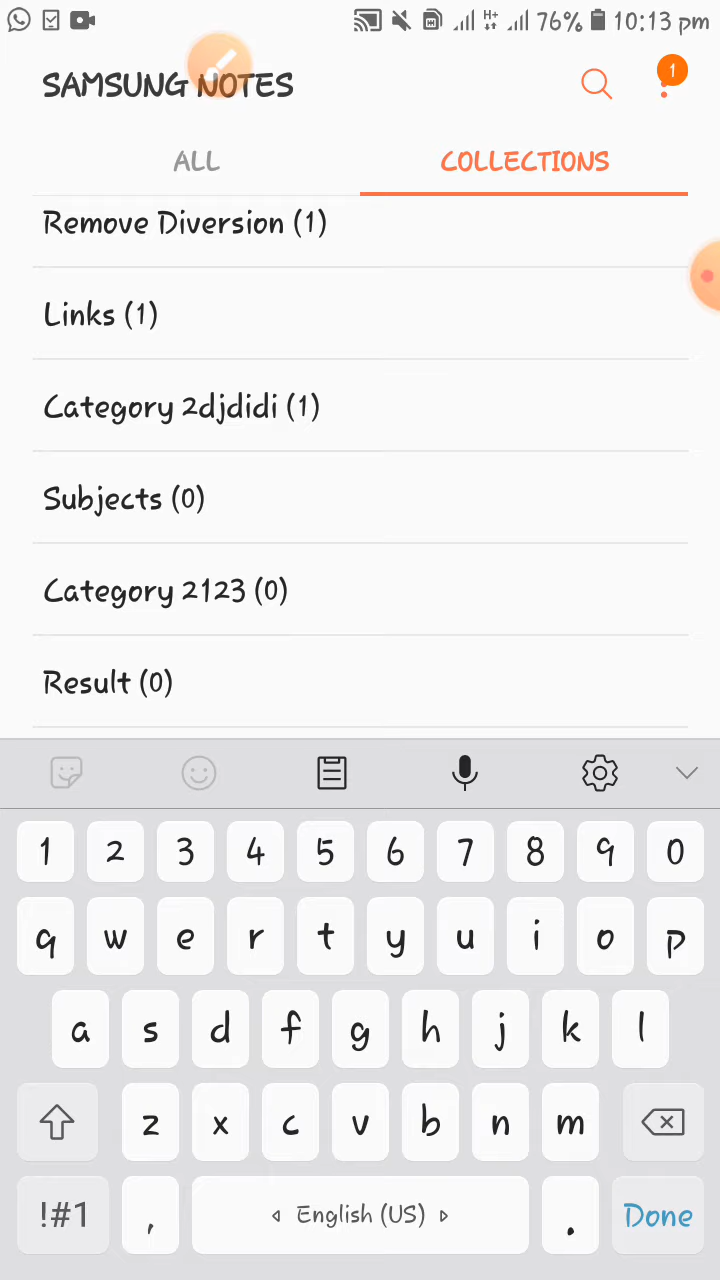 76% 10:13 pm
SAMSUNG NOTES
1
ALL COLLECTIONS
Remove Diversion (1)
Links (1)
Category 2djdidi (1)
Subjects (0)
Category 2123 (0)
Result (0)
1 2 3 4 5 6 7 8 9 0
q w e r t y u i o p
a s d f g h j k l
z x c v b n m
!#1 , English (US) . Done